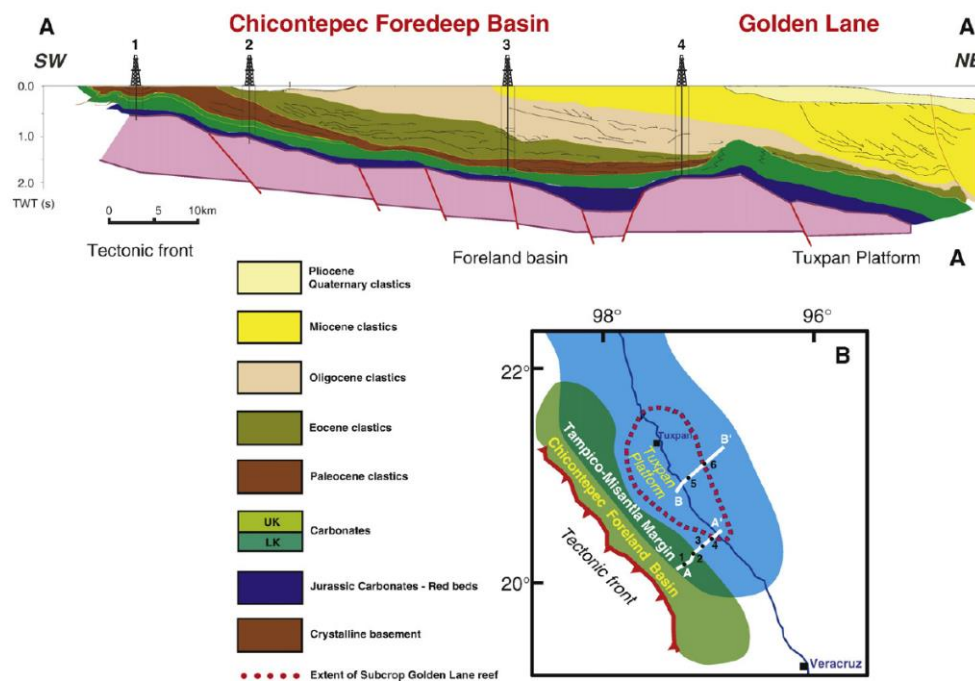 A Chicontepec Foredeep Basin Golden Lane A
SW 1 2 3 4 NE
0.0
1.0
2.0
TWT (s)
0 5 10km
Tectonic front Foreland basin Tuxpan Platform A
Pliocene
Quaternary clastics
Miocene clastics
Oligocene clastics
Eocene clastics
Paleocene clastics
UK
LK
Carbonates
Jurassic Carbonates - Red beds
Crystalline basement
Extent of Subcrop Golden Lane reef
98° 96°
B
22°
20°
Tuxpan
Tuxpan
Platform
B'
6
5
B
Tampico-Misantla Margin
Chicontepec Foreland Basin
Tectonic front
A'
3
4
1
2
A
Veracruz